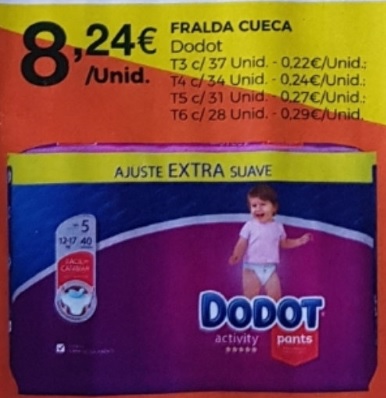 8,24€
/Unid.
FRALDA CUECA
Dodot
T3 c/ 37 Unid. - 0,22€/Unid.;
T4 c/ 34 Unid. - 0,24€/Unid.;
T5 c/ 31 Unid. - 0,27€/Unid.;
T6 c/ 28 Unid. - 0,29€/Unid.
AJUSTE EXTRA SUAVE
5
12-17 40
DODOT
activity pants